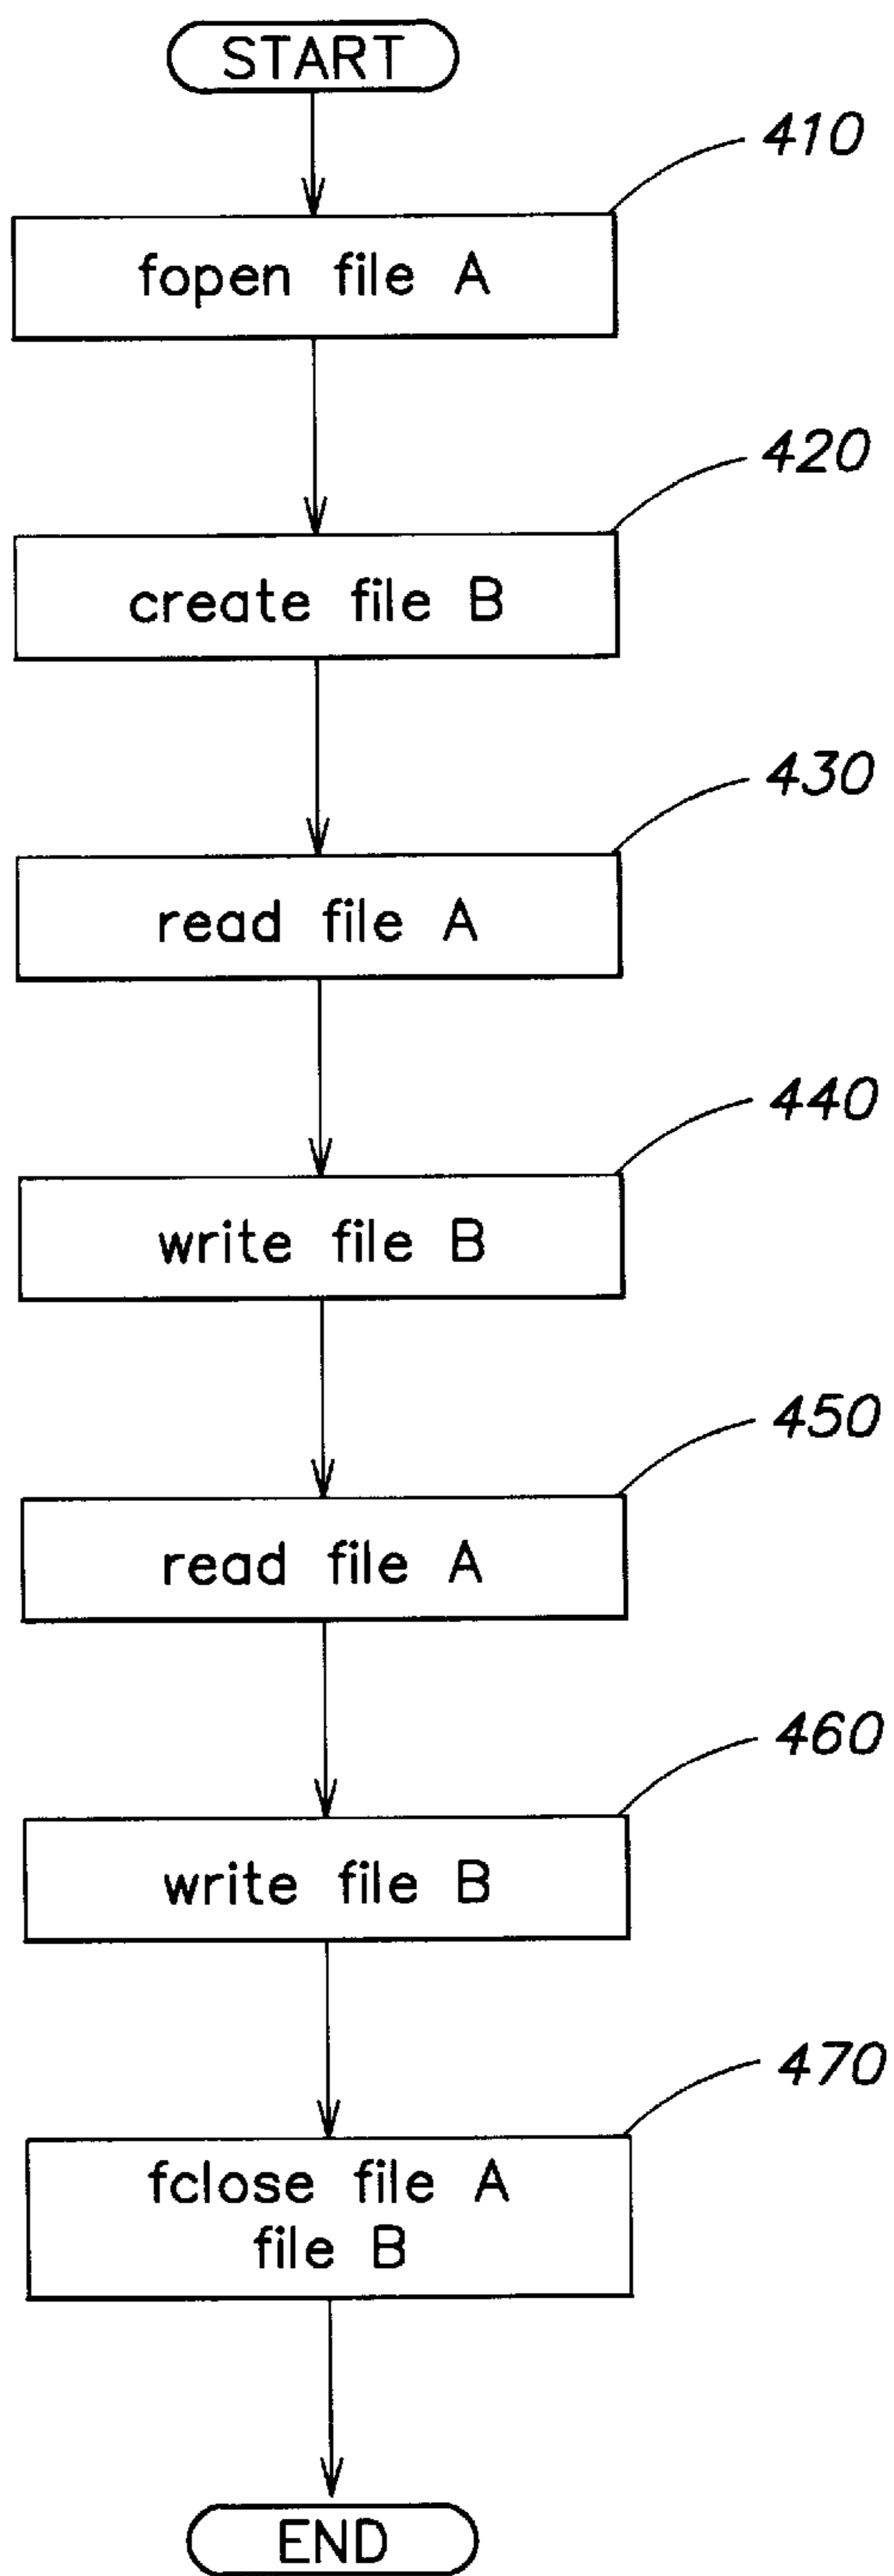 START
410
fopen file A
420
create file B
430
read file A
440
write file B
450
read file A
460
write file B
470
fclose file A
file B
END